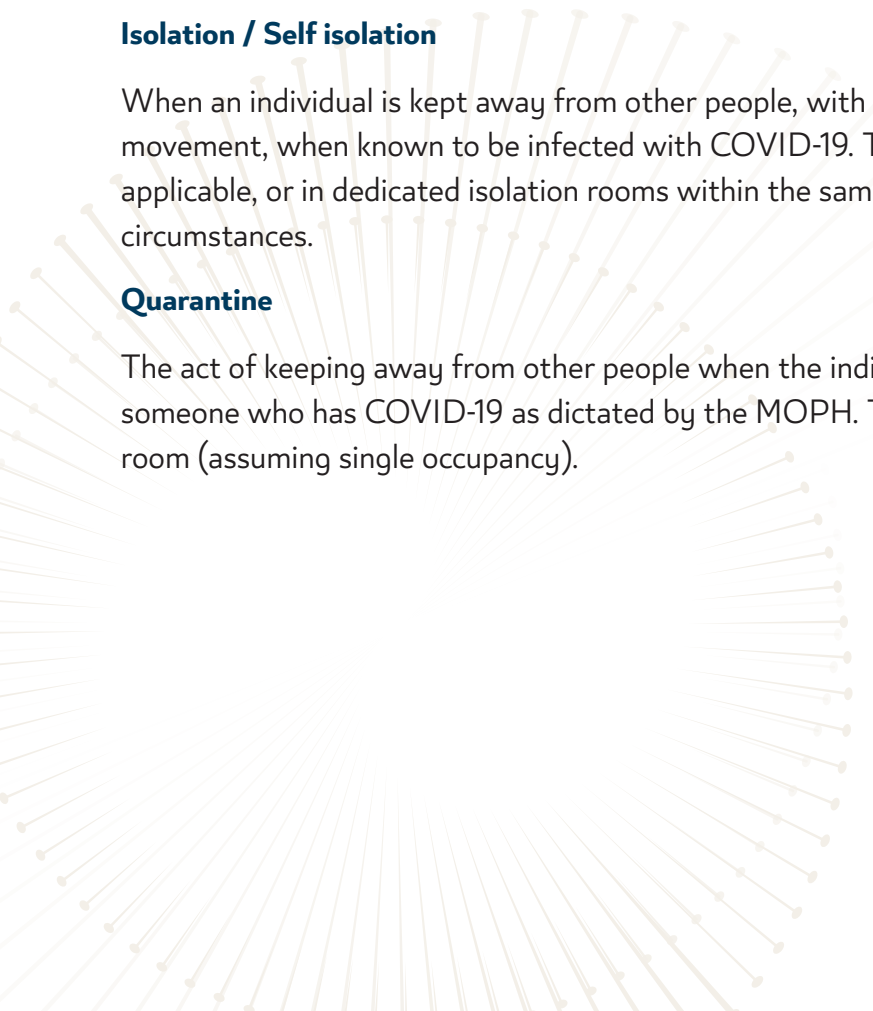 Isolation / Self isolation
When an individual is kept away from other people, with
movement, when known to be infected with COVID-19.
applicable, or in dedicated isolation rooms within the
circumstances.
Quarantine
The act of keeping away from other people when the
someone who has COVID-19 as dictated by the MOPH.
room (assuming single occupancy).